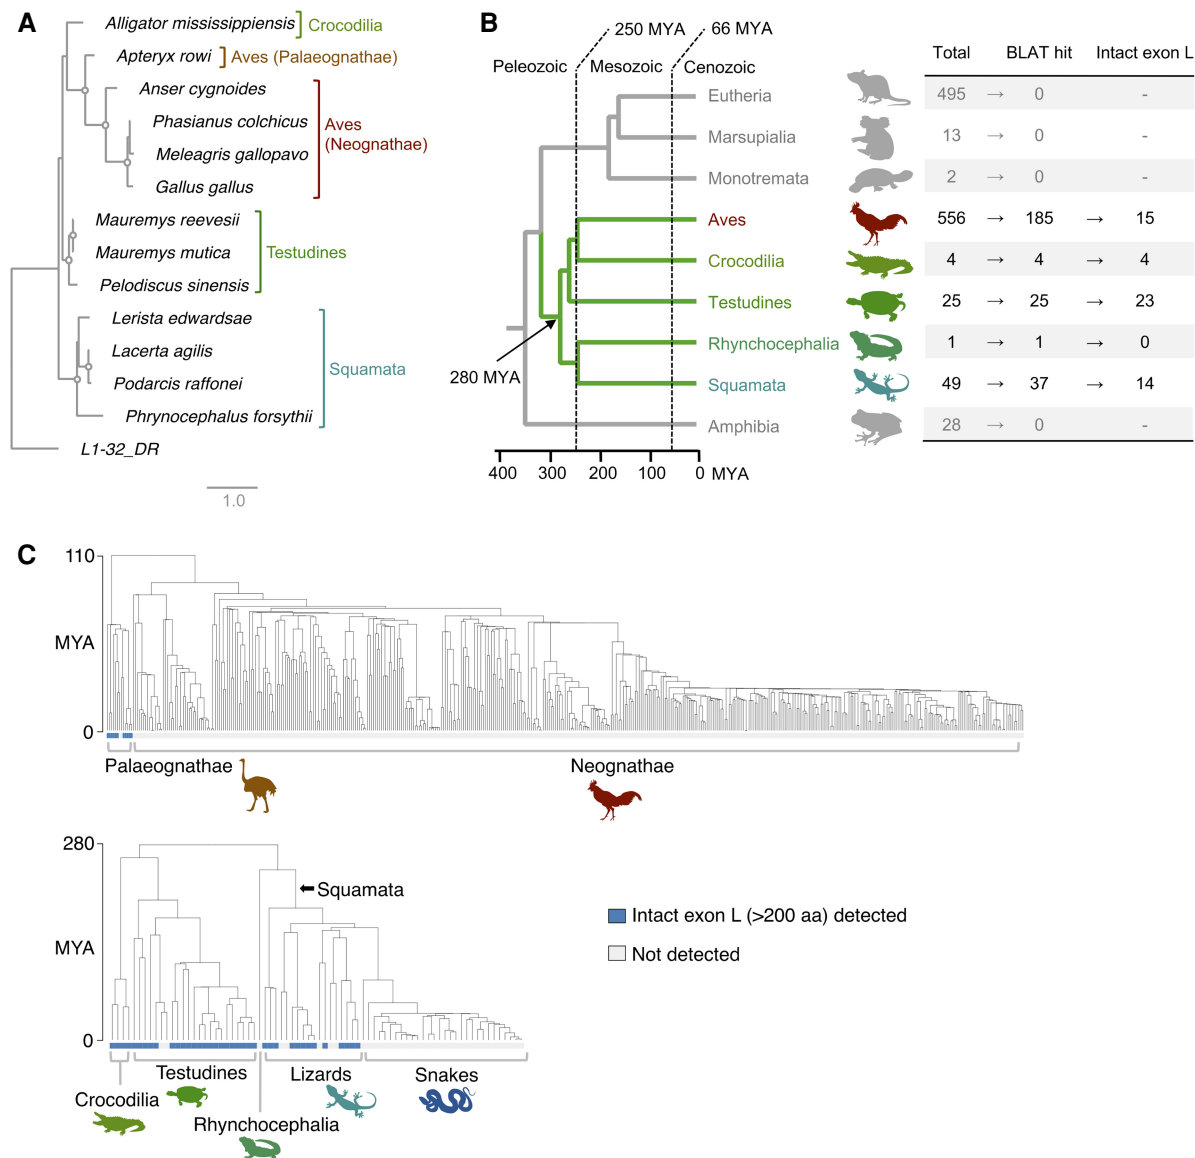 A
Alligator mississippiensis
Crocodilia
Apteryx rowi
Aves (Palaeognathae)
Anser cygnoides
Phasianus colchicus
Meleagris gallopavo
Gallus gallus
Aves
(Neognathae)
Mauremys reevesii
Mauremys mutica
Pelodiscus sinensis
Testudines
Lerista edwardsae
Lacerta agilis
Podarcis raffonei
Phrynocephalus forsythii
Squamata
L1-32_DR
1.0
B
250 MYA
66 MYA
Peleozoic
Mesozoic
Cenozoic
Total BLAT hit Intact exon L
Eutheria 495 → 0 -
Marsupialia 13 → 0 -
Monotremata 2 → 0 -
Aves 556 → 185 → 15
Crocodilia 4 → 4 → 4
Testudines 25 → 25 → 23
Rhynchocephalia 1 → 1 → 0
Squamata 49 → 37 → 14
Amphibia 28 → 0 -
280 MYA
400 300 200 100 0 MYA
C
110
MYA
0
Palaeognathae
Neognathae
280
MYA
0
Squamata
Intact exon L (>200 aa) detected
Not detected
Testudines
Lizards
Snakes
Crocodilia
Rhynchocephalia